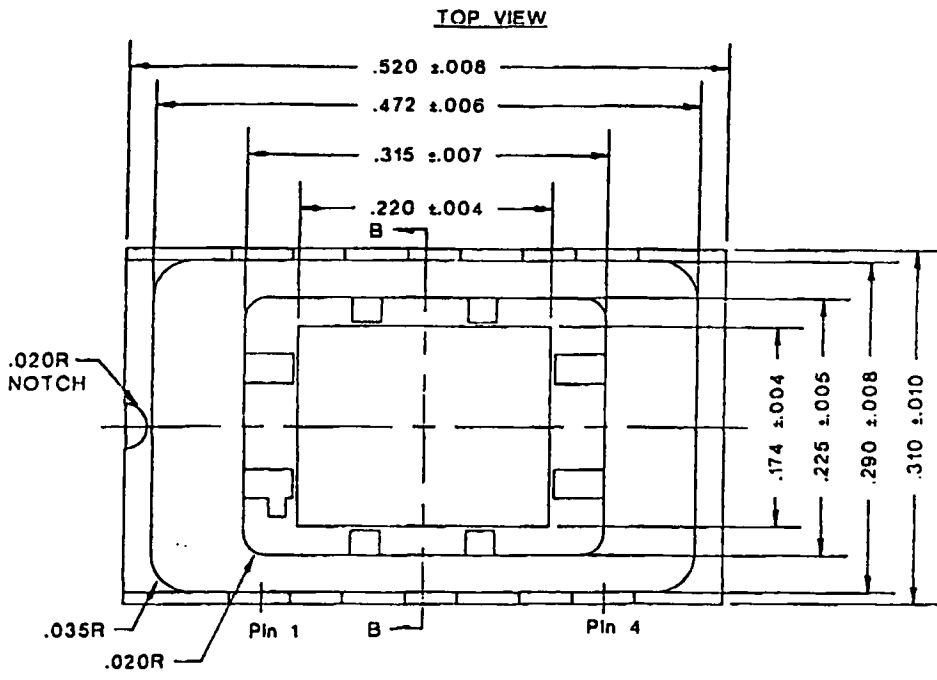 TOP VIEW
.520 ±.008
.472 ±.006
.315 ±.007
.220 ±.004
B
.020R
NOTCH
.174 ±.004
.225 ±.005
.290 ±.008
.310 ±.010
.035R
Pin 1
B
Pin 4
.020R